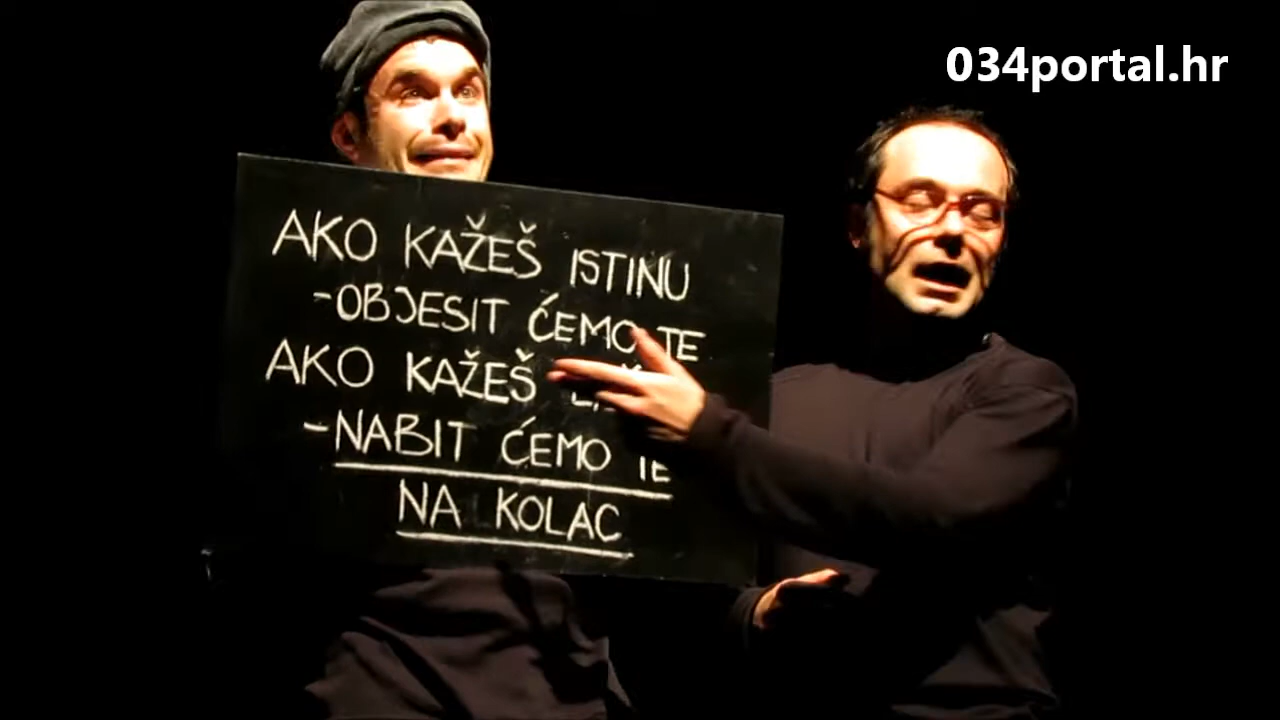 034portal.hr
AKO KAŽEŠ ISTINU
-OBJESIT ĆEMO TE
AKO KAŽEŠ
-NABIT ĆEMO TE
NA KOLAC